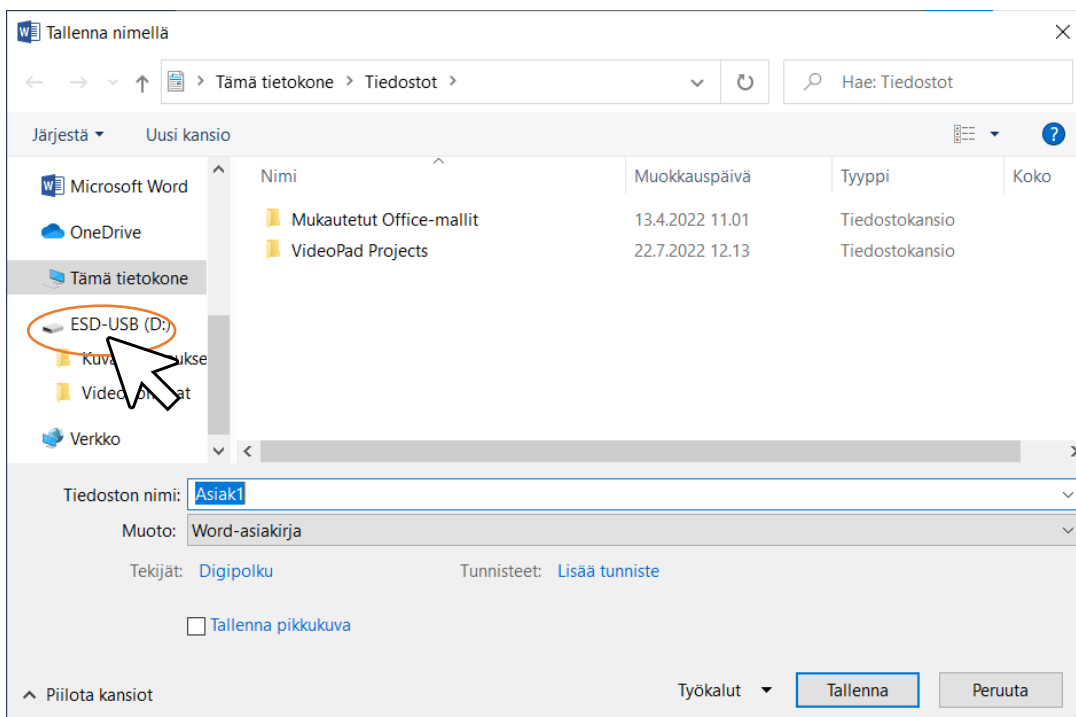 Tallenna nimellä
Tämä tietokone > Tiedostot >
Hae: Tiedostot
Järjestä
Uusi kansio
Microsoft Word
OneDrive
Tämä tietokone
ESD-USB (D:)
Verkko
Nimi Muokkauspäivä Tyyppi Koko
Mukautetut Office-mallit 13.4.2022 11.01 Tiedostokansio
VideoPad Projects 22.7.2022 12.13 Tiedostokansio
Tiedoston nimi: Asiak1
Muoto: Word-asiakirja
Tekijät: Digipolku Tunnisteet: Lisää tunniste
Tallenna pikkukuva
Piilota kansiot Työkalut Tallenna Peruuta